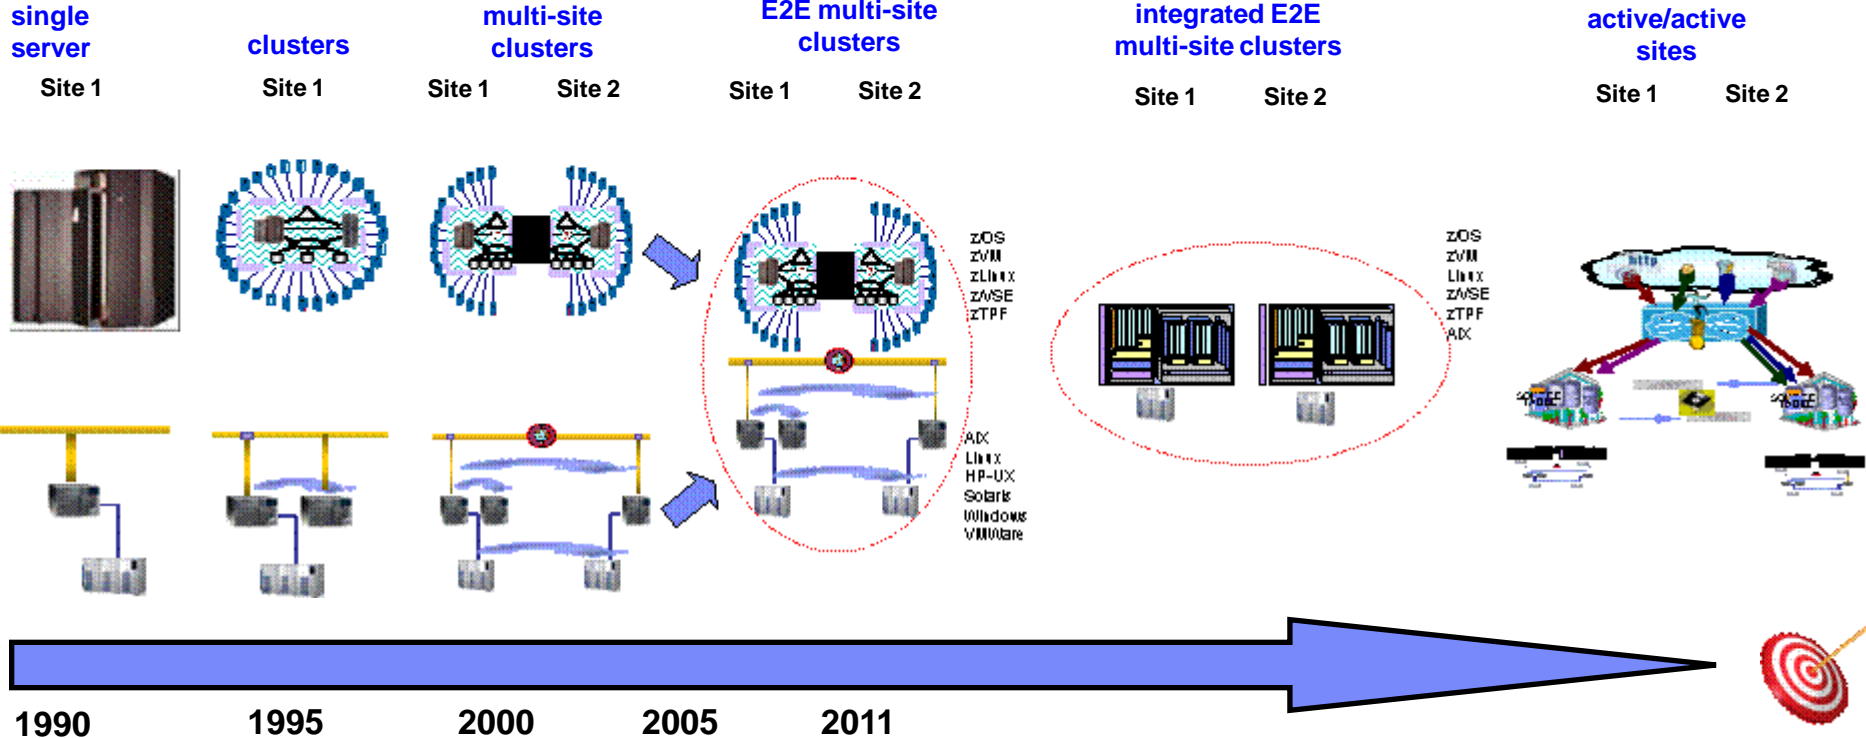 single
server
Site 1
clusters
Site 1
multi-site
clusters
Site 1 Site 2
E2E multi-site
clusters
Site 1 Site 2
integrated E2E
multi-site clusters
Site 1 Site 2
active/active
sites
Site 1 Site 2
z/OS
z/VM
zLinux
z/VSE
zTPF
AIX
Linux
HP-UX
Solaris
Windows
VMWare
z/OS
z/VM
Linux
z/VSE
zTPF
AIX
http
1990 1995 2000 2005 2011